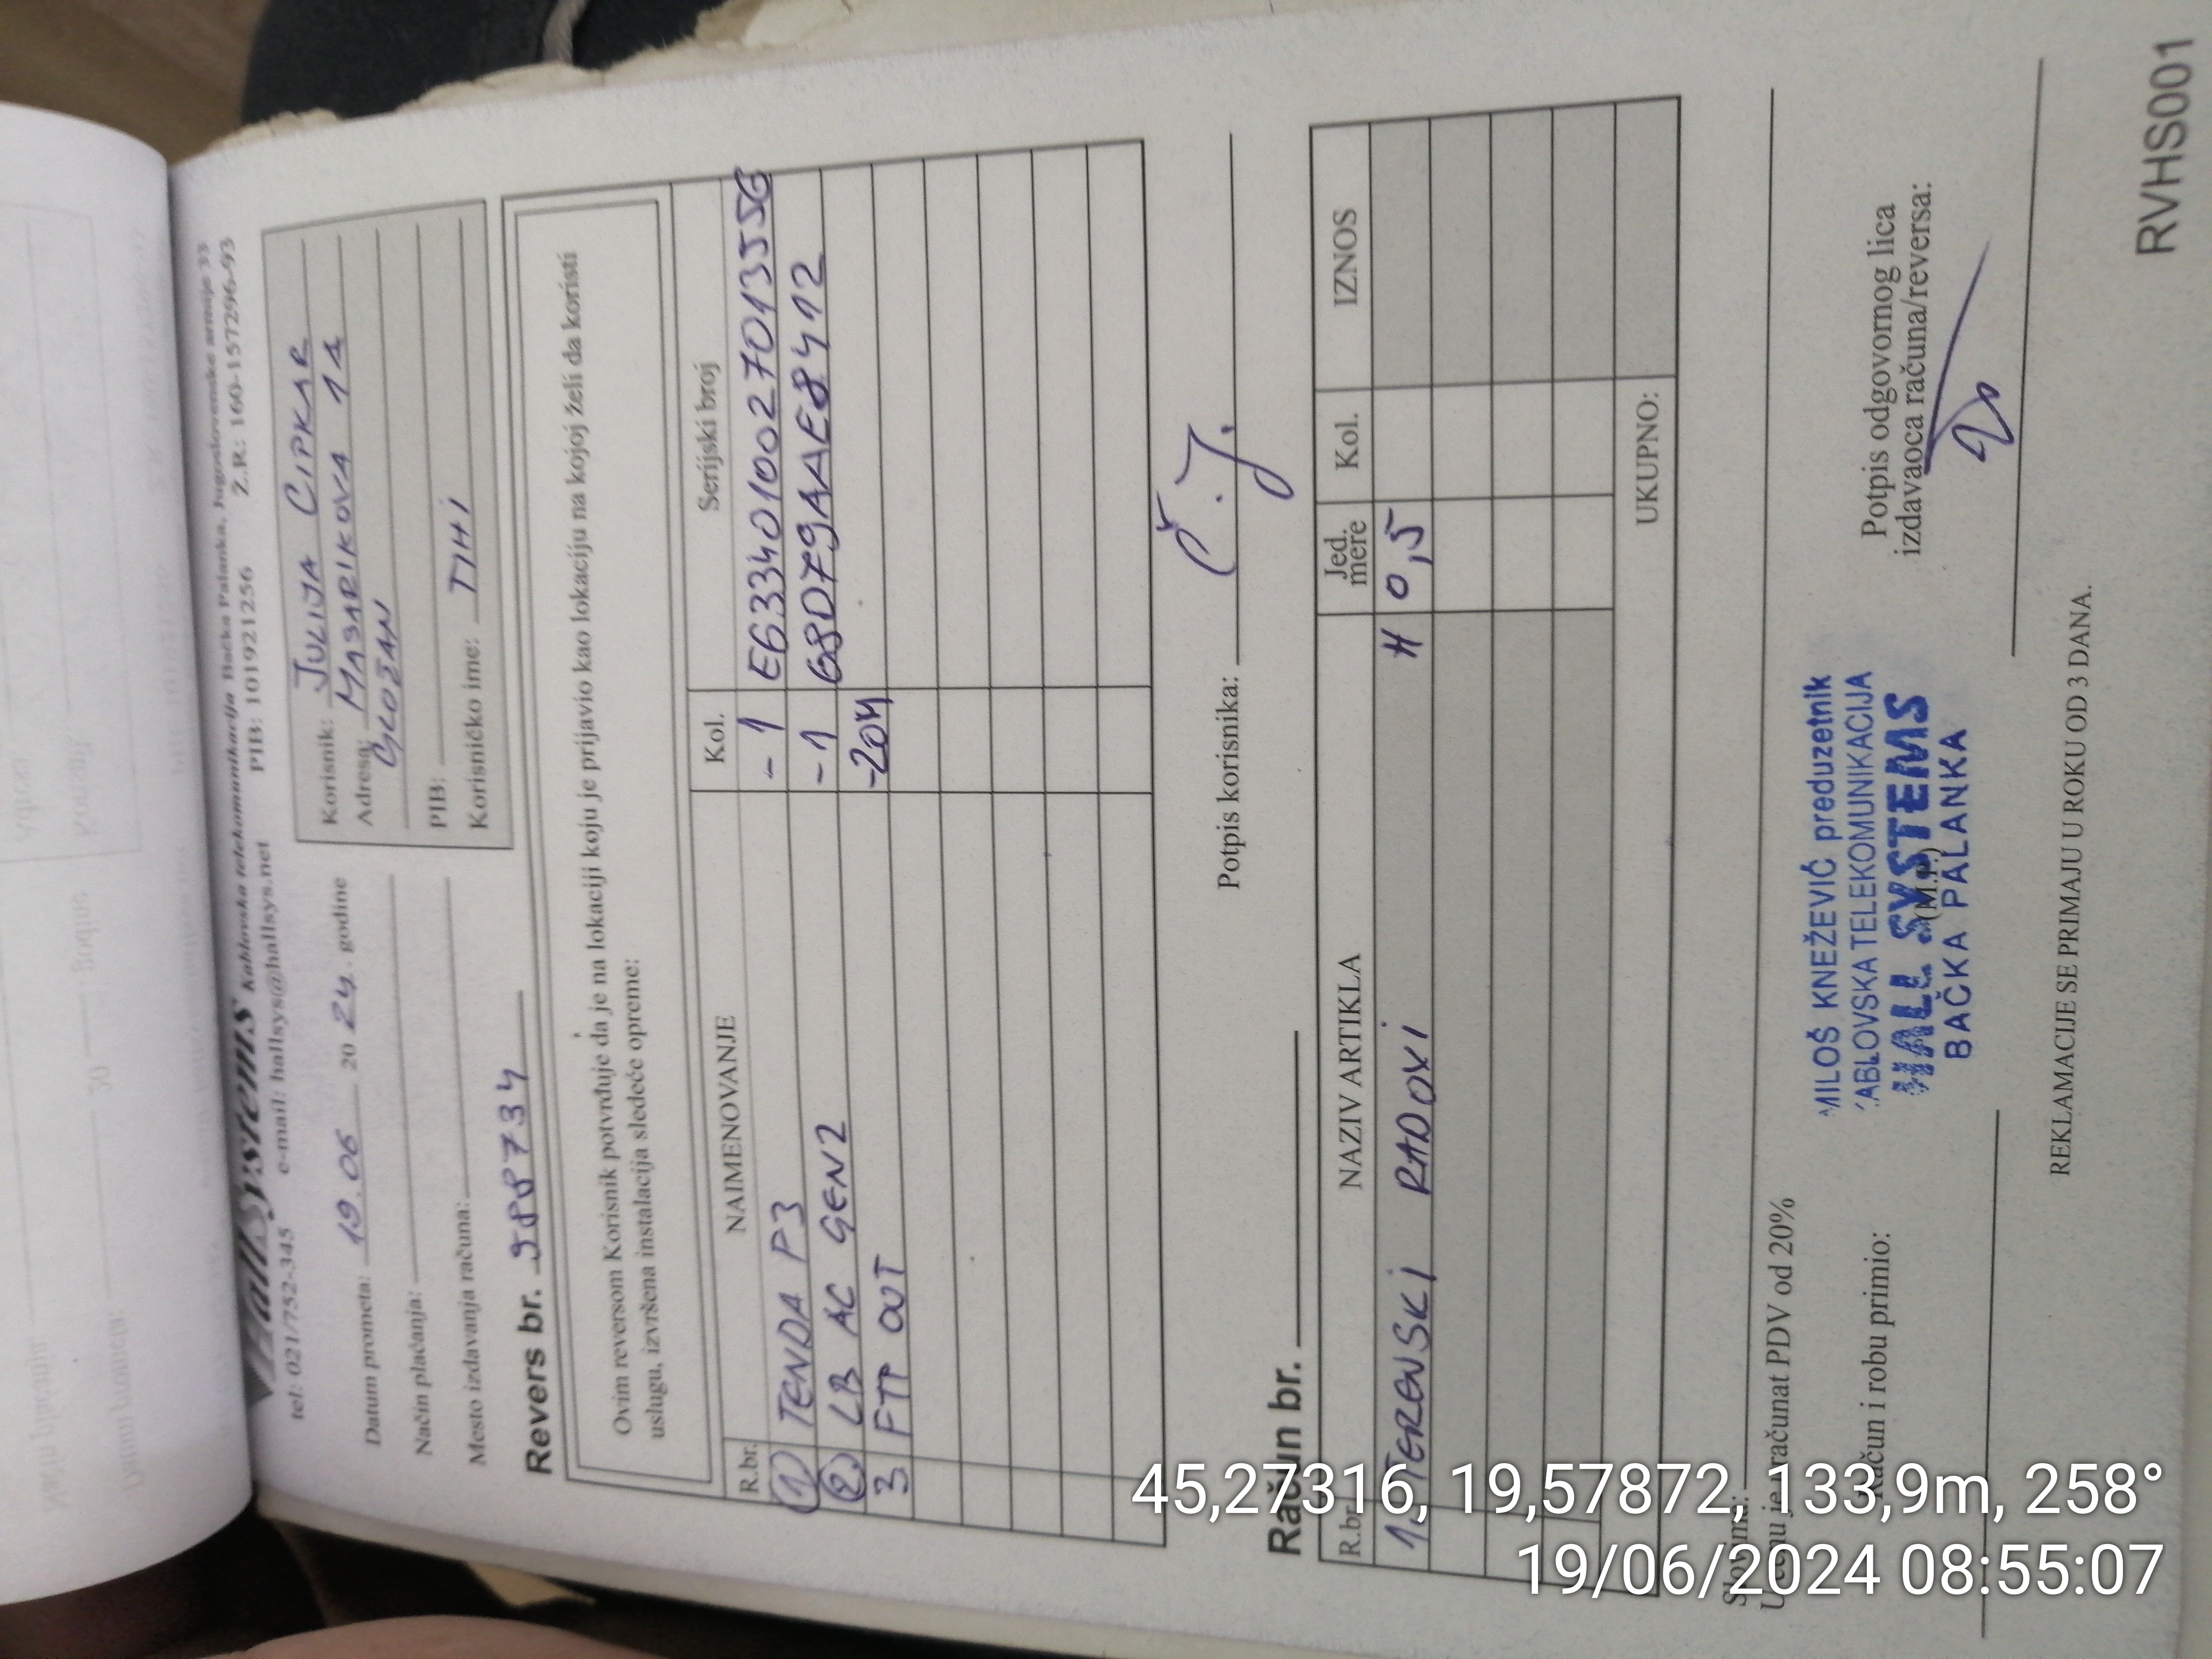 HallSystems Kablovska telekomunikacija Bačka Palanka, Jugoslovenske armije 33
tel: 021/752-345 e-mail: hallsys@hallsys.net PIB: 101921256 Ž.R.: 160-157296-93
Datum prometa: 19.06 20 24. godine
Način plaćanja:
Mesto izdavanja računa:
Korisnik: JULIJA CIPKAR
Adresa: MASARIKOVA 1A
GLOŽAN
PIB:
Korisničko ime: TIHI
Revers br. 988734
Ovim reversom Korisnik potvrđuje da je na lokaciji koju je prijavio kao lokaciju na kojoj želi da koristi
uslugu, izvršena instalacija sledeće opreme:
R.br. NAIMENOVANJE Kol. Serijski broj
1 TENDA P3 - 1 E6334010027013556
2. LB AC GEN2 - 1 68D79AAE8412
3 FTP OUT -20M
Potpis korisnika: Č.J.
Račun br.
R.br. NAZIV ARTIKLA Jed. mere Kol. IZNOS
1. TERENSKI RADOVI H 0,5
UKUPNO:
Slovima:
U cenu je uračunat PDV od 20%
Račun i robu primio:
MILOŠ KNEŽEVIĆ preduzetnik
KABLOVSKA TELEKOMUNIKACIJA
HALL SYSTEMS
(M.P.)
BAČKA PALANKA
Potpis odgovornog lica
izdavaoca računa/reversa:
REKLAMACIJE SE PRIMAJU U ROKU OD 3 DANA.
RVHS001
45,27316, 19,57872, 133,9m, 258°
19/06/2024 08:55:07